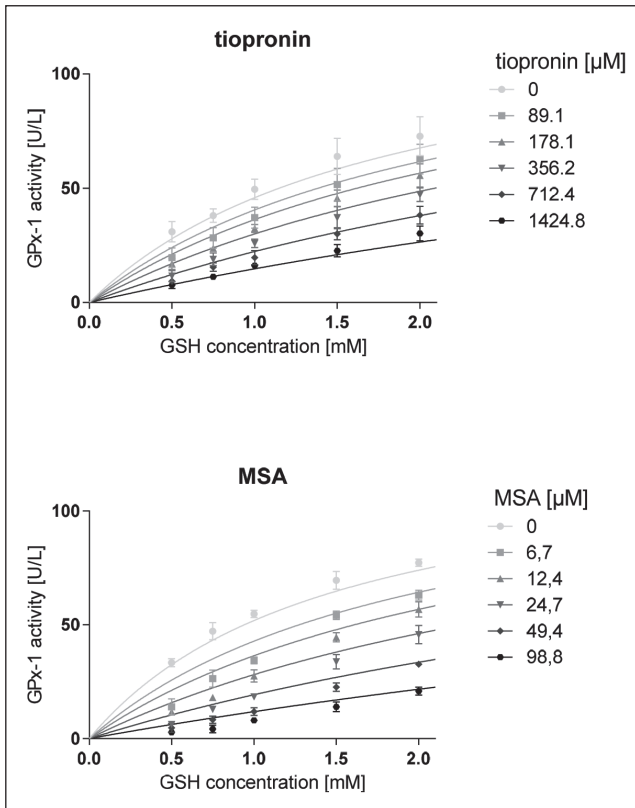 tiopronin
100
50
0
GPx-1 activity [U/L]
0.0 0.5 1.0 1.5 2.0
GSH concentration [mM]
tiopronin [µM]
0
89.1
178.1
356.2
712.4
1424.8
MSA
100
50
0
GPx-1 activity [U/L]
0.0 0.5 1.0 1.5 2.0
GSH concentration [mM]
MSA [µM]
0
6,7
12,4
24,7
49,4
98,8